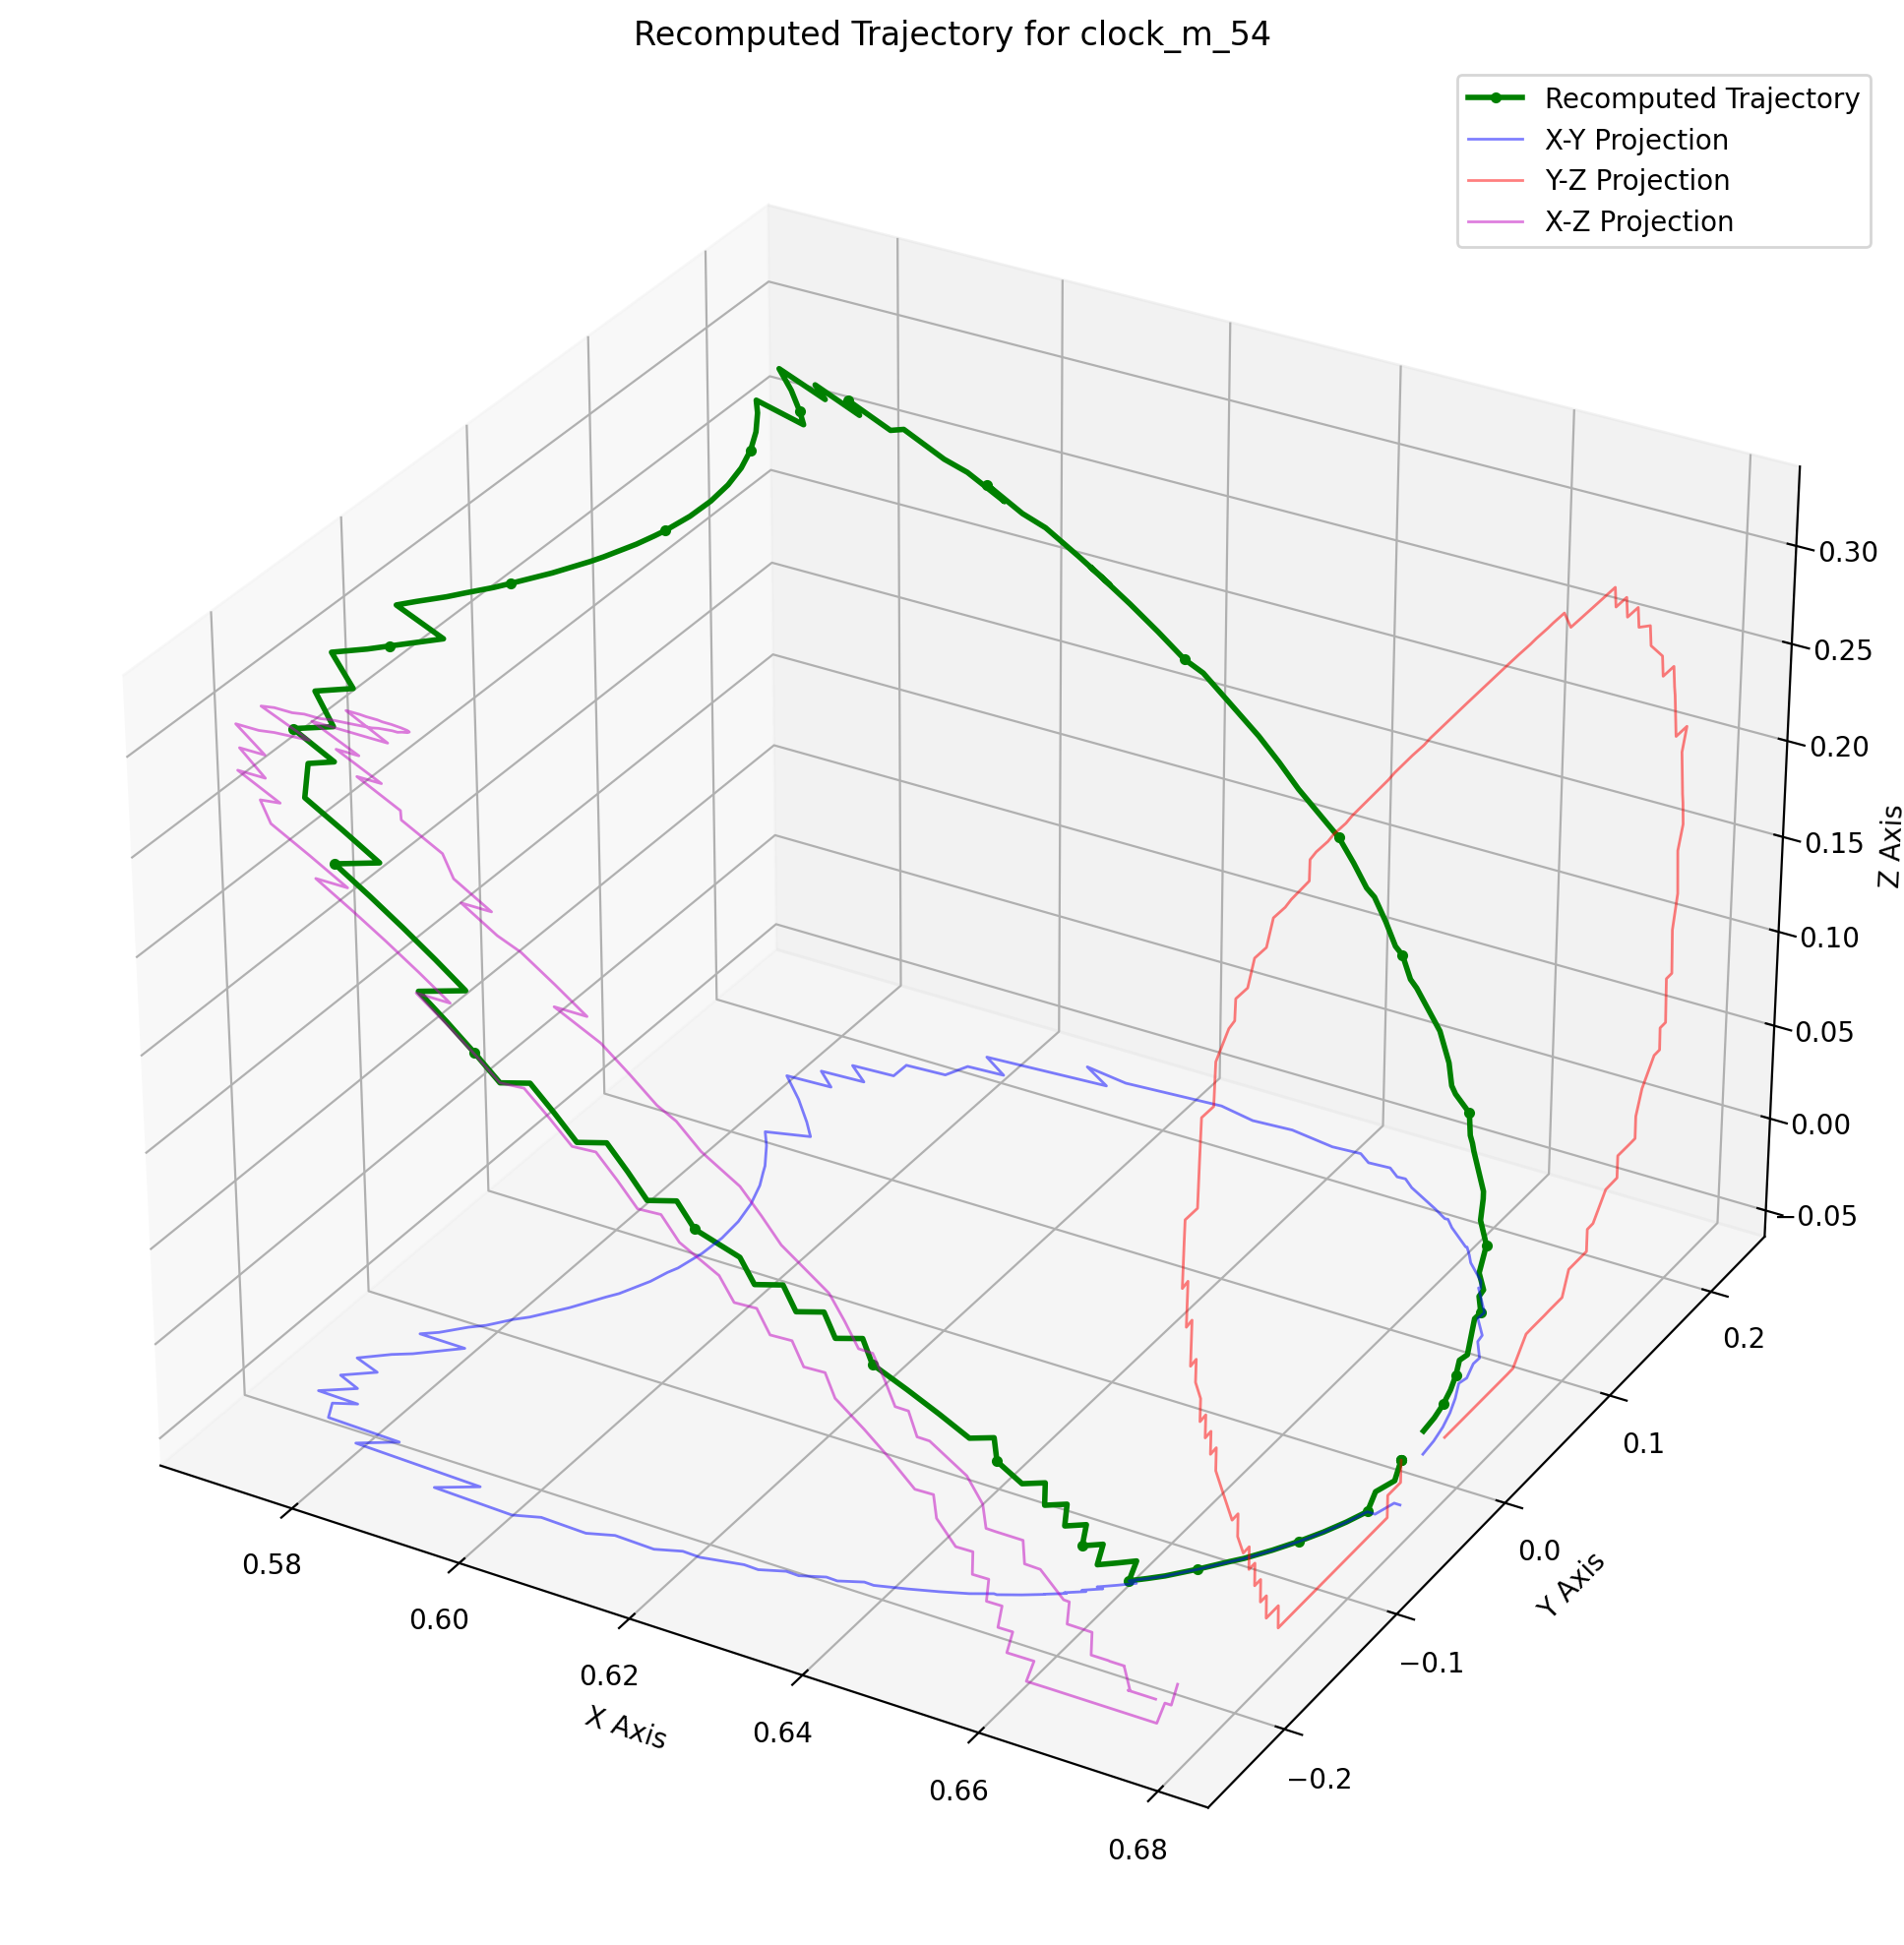 Recomputed Trajectory for clock_m_54
Recomputed Trajectory
X-Y Projection
Y-Z Projection
X-Z Projection
0.30
0.25
0.20
0.15
0.10
0.05
0.00
−0.05
Z Axis
0.2
0.1
0.0
−0.1
−0.2
Y Axis
0.58
0.60
0.62
0.64
0.66
0.68
X Axis